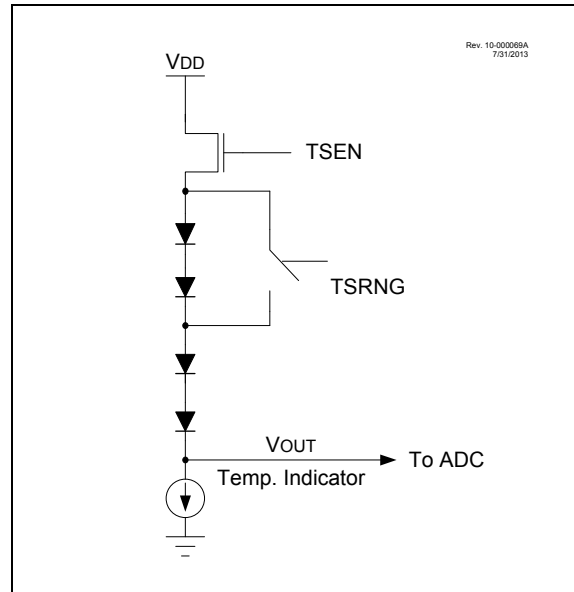 Rev. 10-000069A
7/31/2013
VDD
TSEN
TSRNG
VOUT
To ADC
Temp. Indicator